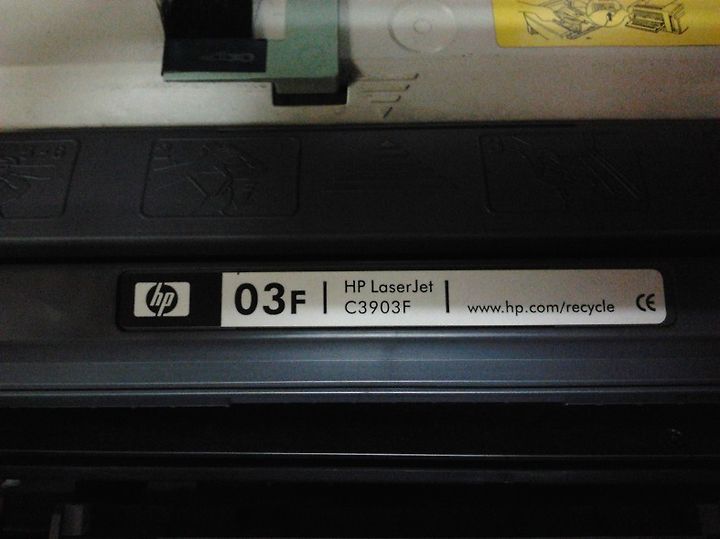 hp
03F
HP LaserJet
C3903F
www.hp.com/recycle
CE